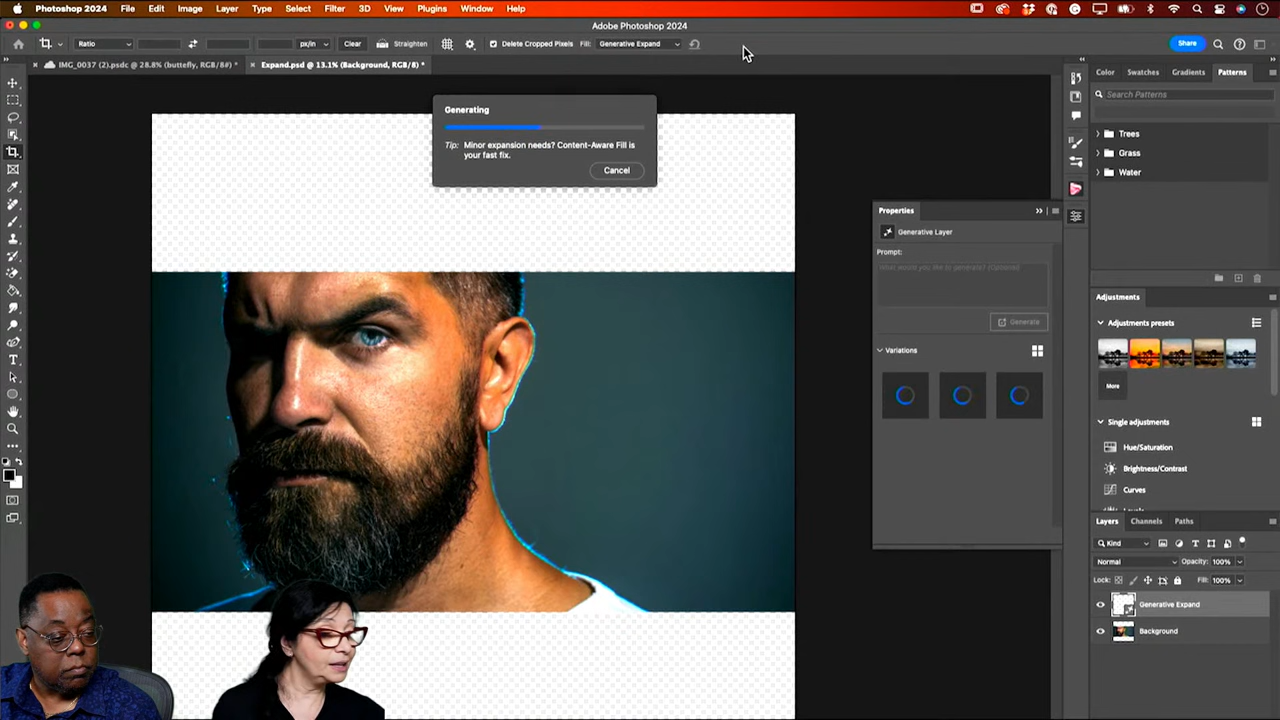 Photoshop 2024 File Edit Image Layer Type Select Filter 3D View Plugins Window Help
Adobe Photoshop 2024
Ratio px/in Clear Straighten Delete Cropped Pixels Fill: Generative Expand Share
IMG_0037 (2).psdc @ 28.8% (buttefly, RGB/8#) * Expand.psd @ 13.1% (Background, RGB/8) *
Color Swatches Gradients Patterns
Search Patterns
Trees
Grass
Water
Generating
Tip: Minor expansion needs? Content-Aware Fill is
your fast fix.
Cancel
Properties
Generative Layer
Prompt:
What would you like to generate? (Optional)
Generate
Variations
Adjustments
Adjustments presets
More
Single adjustments
Hue/Saturation
Brightness/Contrast
Curves
Layers Channels Paths
Kind
Normal Opacity: 100%
Lock: Fill: 100%
Generative Expand
Background